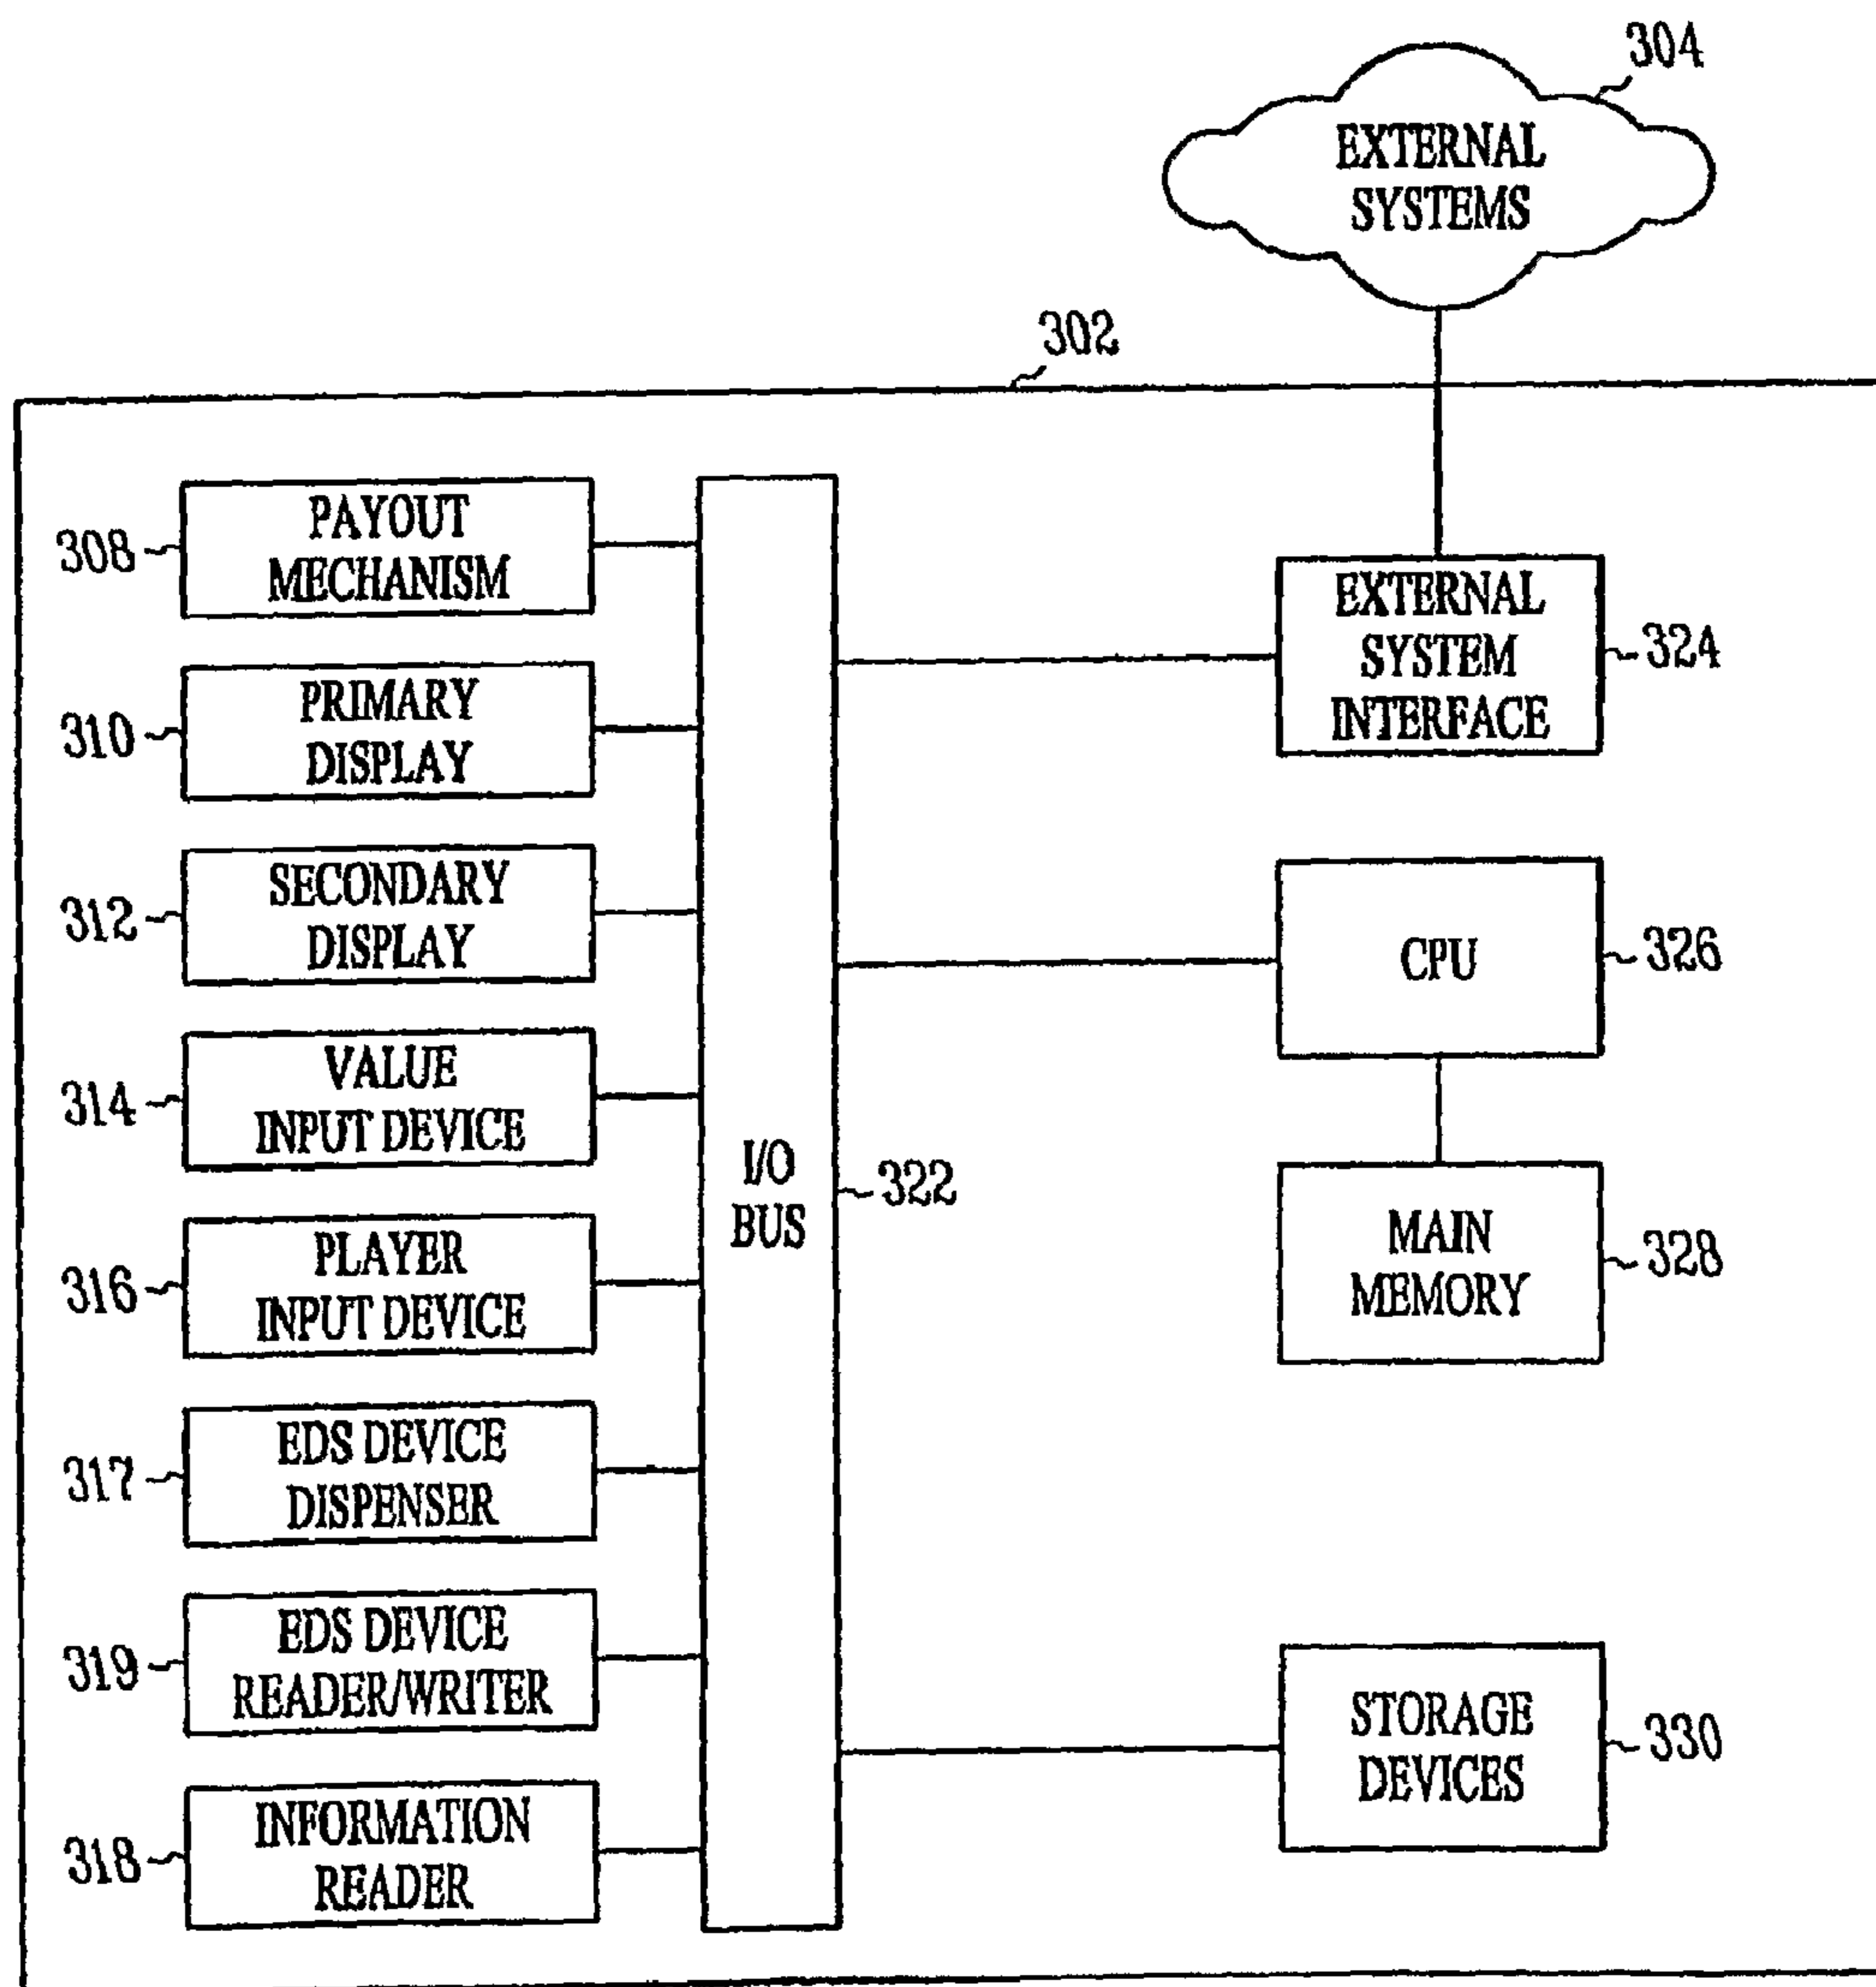 304
EXTERNAL
SYSTEMS
302
308
PAYOUT
MECHANISM
310
PRIMARY
DISPLAY
312
SECONDARY
DISPLAY
314
VALUE
INPUT DEVICE
316
PLAYER
INPUT DEVICE
317
EDS DEVICE
DISPENSER
319
EDS DEVICE
READER/WRITER
318
INFORMATION
READER
I/O
BUS
322
EXTERNAL
SYSTEM
INTERFACE
324
CPU
326
MAIN
MEMORY
328
STORAGE
DEVICES
330